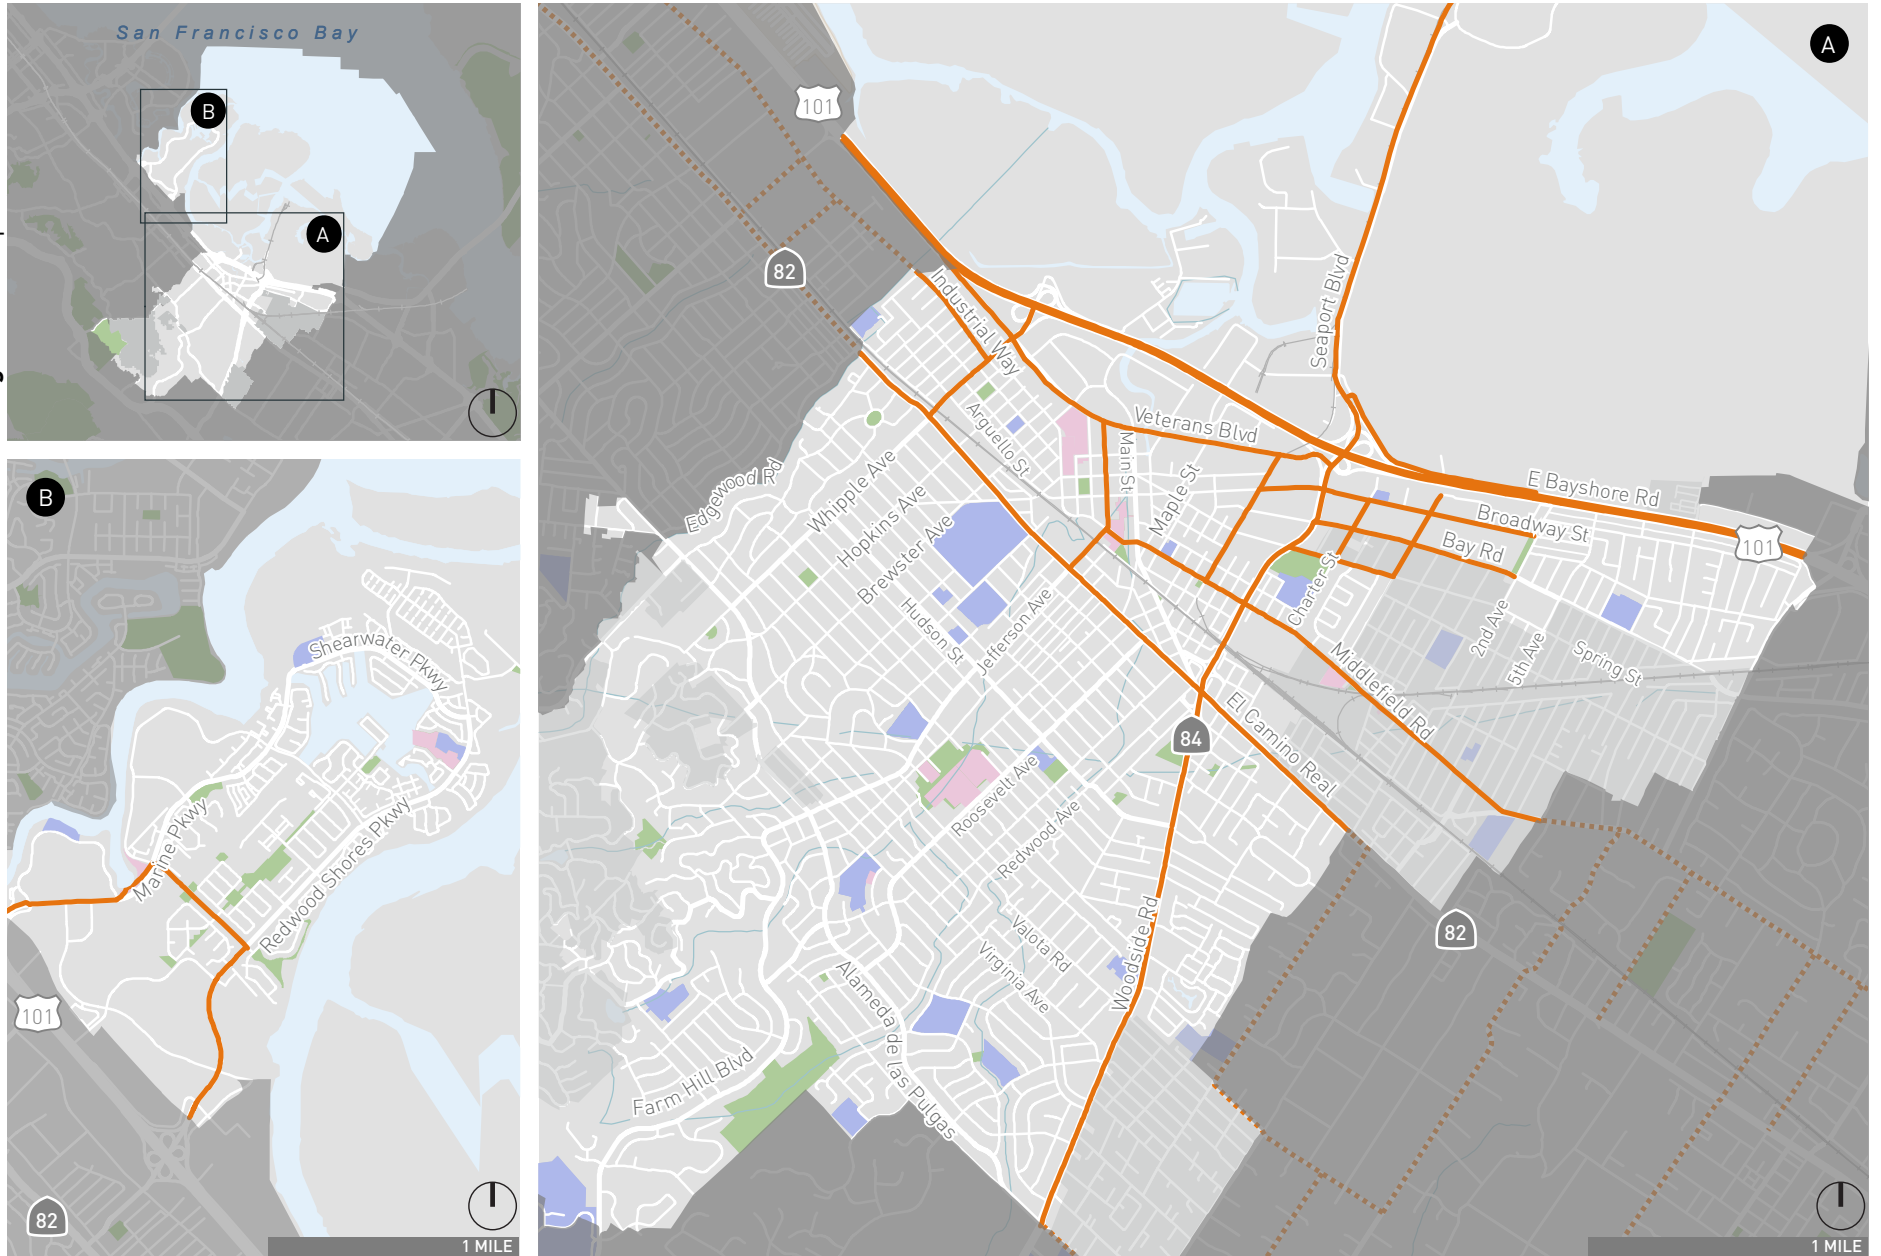 San Francisco Bay
B
A
B
Shearwater Pkwy
Marine Pkwy
Redwood Shores Pkwy
101
82
1 MILE
A
101
82
Industrial Way
Seaport Blvd
Arguello St
Veterans Blvd
Main St
Maple St
E Bayshore Rd
Broadway St
Bay Rd
101
Edgewood Rd
Whipple Ave
Hopkins Ave
Brewster Ave
Hudson St
Jefferson Ave
Charter St
2nd Ave
5th Ave
Spring St
Middlefield Rd
El Camino Real
84
Roosevelt Ave
Redwood Ave
82
Valota Rd
Virginia Ave
Woodside Rd
Alameda de las Pulgas
Farm Hill Blvd
1 MILE